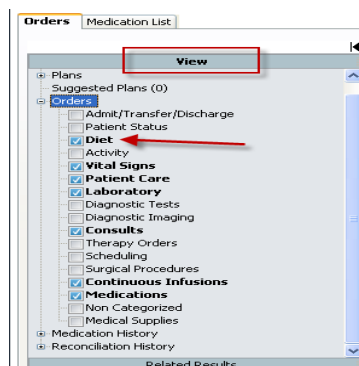 Orders Medication List
View
Plans
Suggested Plans (0)
Orders
Admit/Transfer/Discharge
Patient Status
Diet
Activity
Vital Signs
Patient Care
Laboratory
Diagnostic Tests
Diagnostic Imaging
Consults
Therapy Orders
Scheduling
Surgical Procedures
Continuous Infusions
Medications
Non Categorized
Medical Supplies
Medication History
Reconciliation History
Related Results